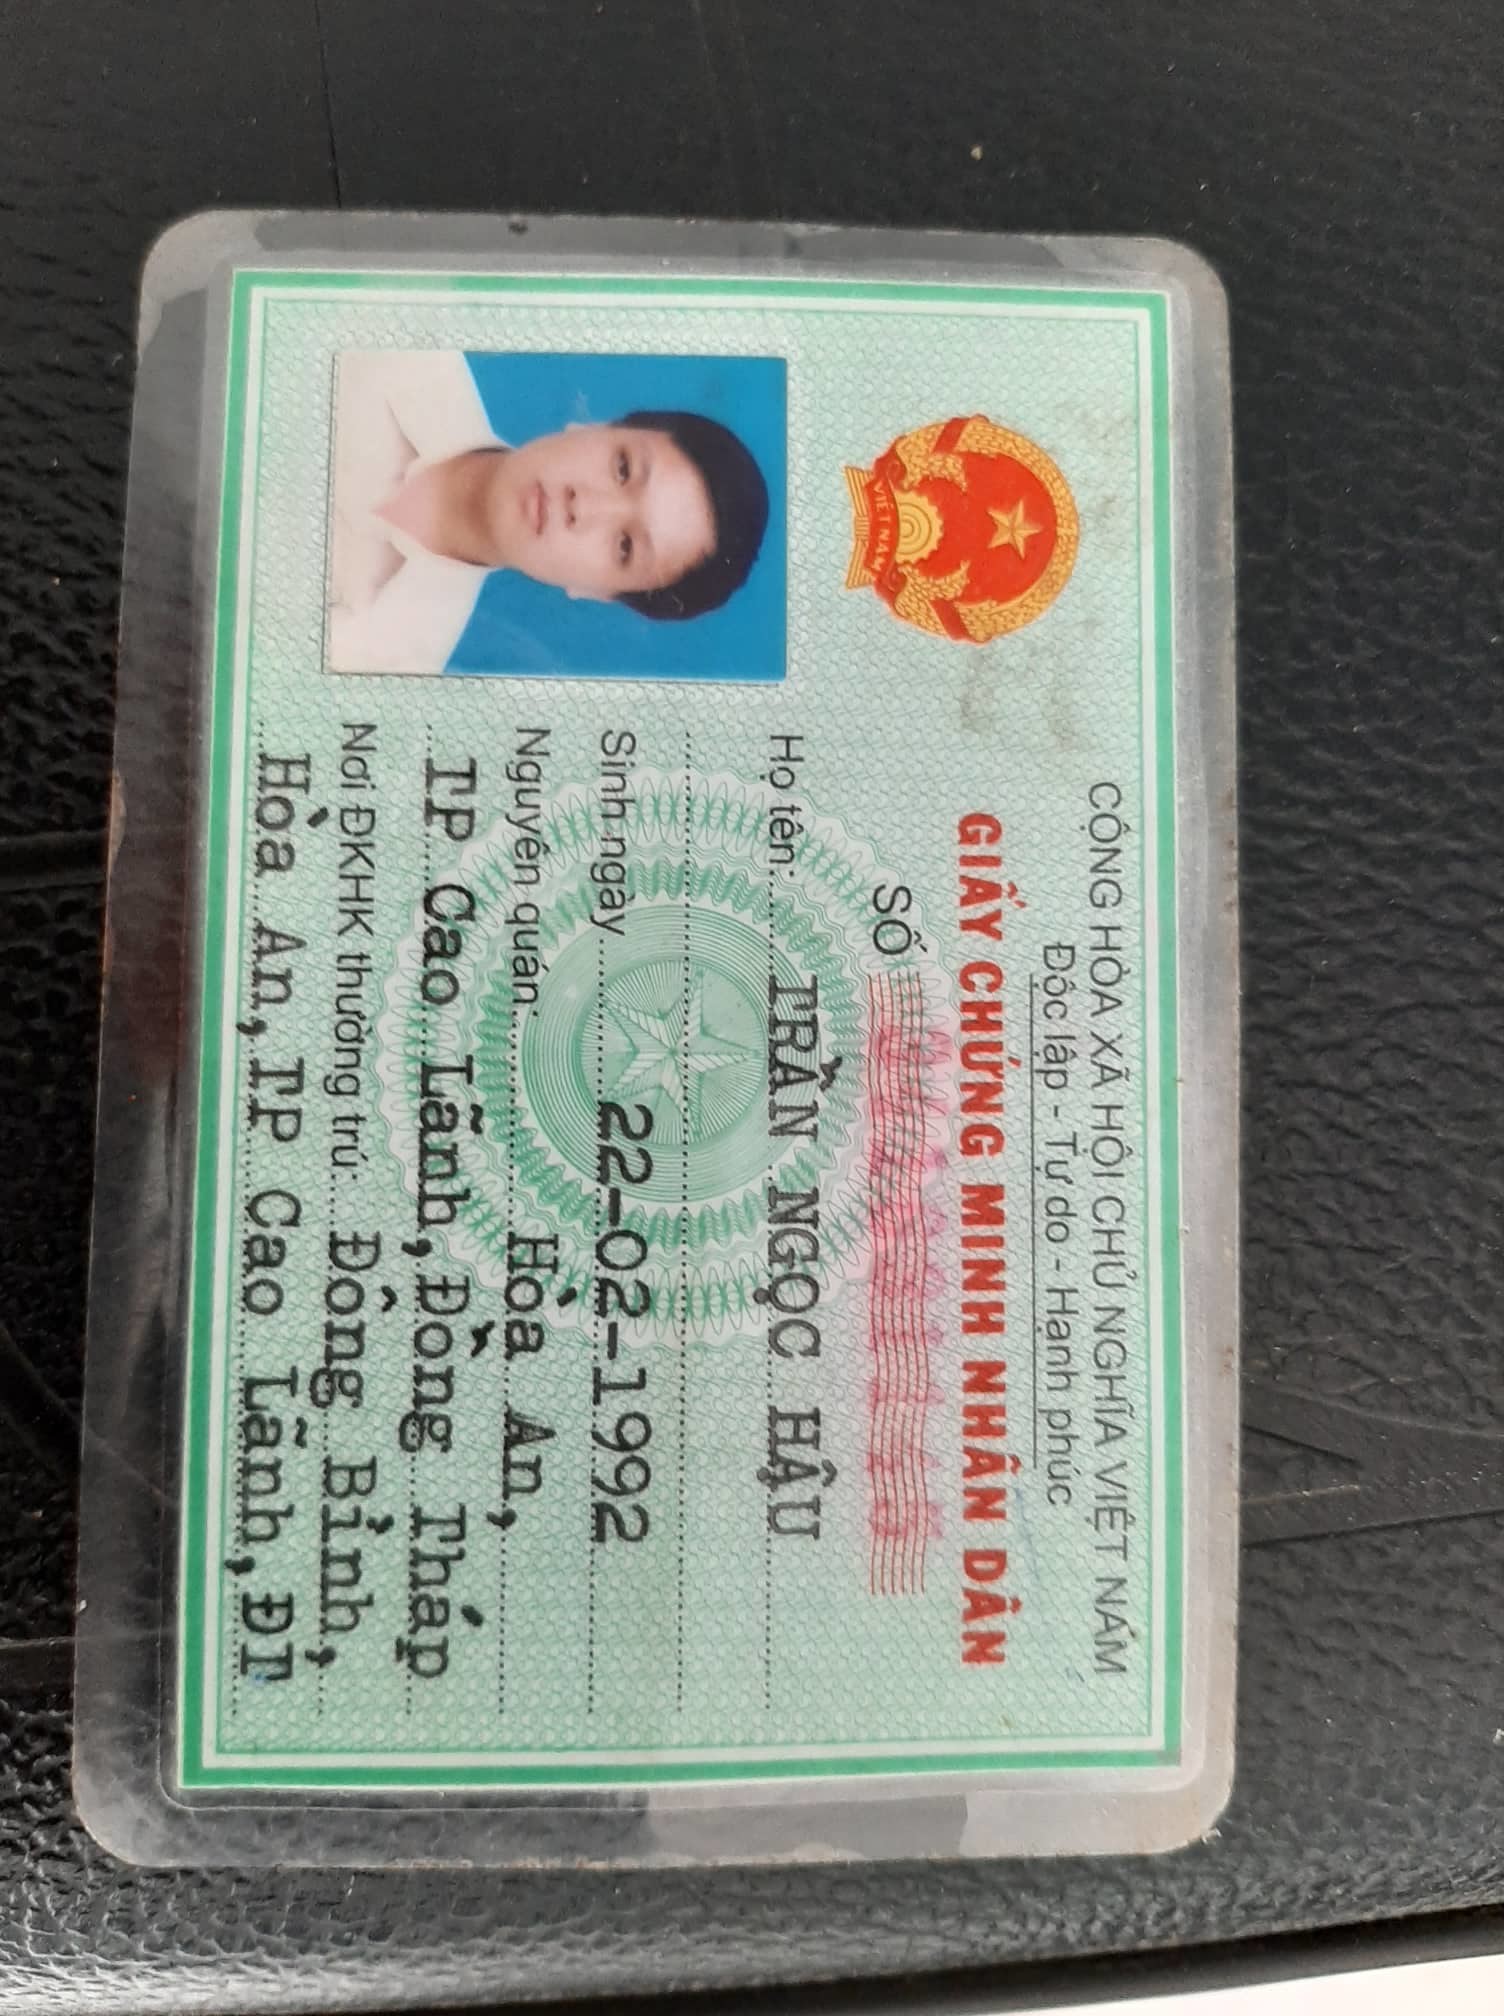 CỘNG HÒA XÃ HỘI CHỦ NGHĨA VIỆT NAM
Độc lập - Tự do - Hạnh phúc
GIẤY CHỨNG MINH NHÂN DÂN
SỐ
VIỆT NAM
Họ tên: TRẦN NGỌC HẬU
Sinh ngày 22-02-1992
Nguyên quán: Hòa An,
TP Cao Lãnh, Đồng Tháp
Nơi ĐKHK thường trú: Đông Bình,
Hòa An, TP Cao Lãnh, ĐT